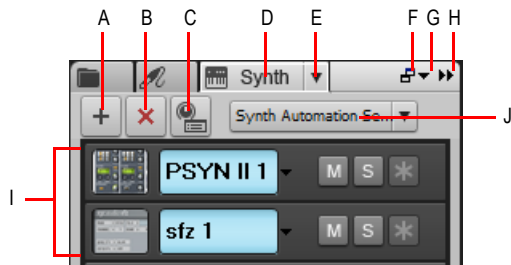 A B C D E F G H
Synth
Synth Automation Se... J
I
PSYN II 1 M S
sfz 1 M S